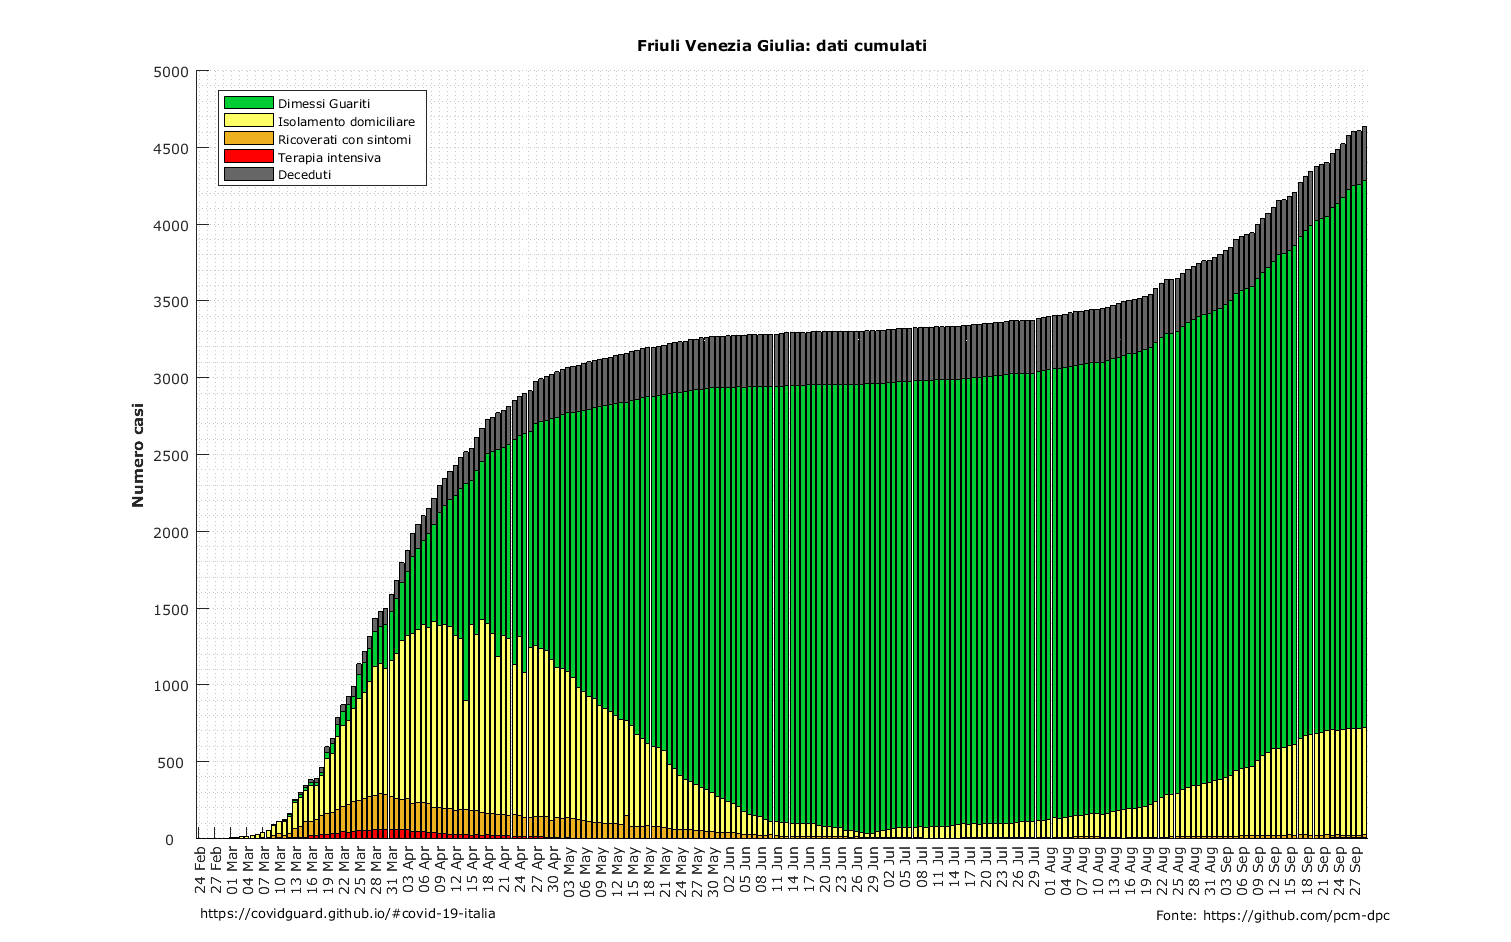 Friuli Venezia Giulia: dati cumulati
5000
4500
4000
3500
3000
2500
2000
1500
1000
500
0
Numero casi
Dimessi Guariti
Isolamento domiciliare
Ricoverati con sintomi
Terapia intensiva
Deceduti
24 Feb
27 Feb
01 Mar
04 Mar
07 Mar
10 Mar
13 Mar
16 Mar
19 Mar
22 Mar
25 Mar
28 Mar
31 Mar
03 Apr
06 Apr
09 Apr
12 Apr
15 Apr
18 Apr
21 Apr
24 Apr
27 Apr
30 Apr
03 May
06 May
09 May
12 May
15 May
18 May
21 May
24 May
27 May
30 May
02 Jun
05 Jun
08 Jun
11 Jun
14 Jun
17 Jun
20 Jun
23 Jun
26 Jun
29 Jun
02 Jul
05 Jul
08 Jul
11 Jul
14 Jul
17 Jul
20 Jul
23 Jul
26 Jul
29 Jul
01 Aug
04 Aug
07 Aug
10 Aug
13 Aug
16 Aug
19 Aug
22 Aug
25 Aug
28 Aug
31 Aug
03 Sep
06 Sep
09 Sep
12 Sep
15 Sep
18 Sep
21 Sep
24 Sep
27 Sep
https://covidguard.github.io/#covid-19-italia
Fonte: https://github.com/pcm-dpc